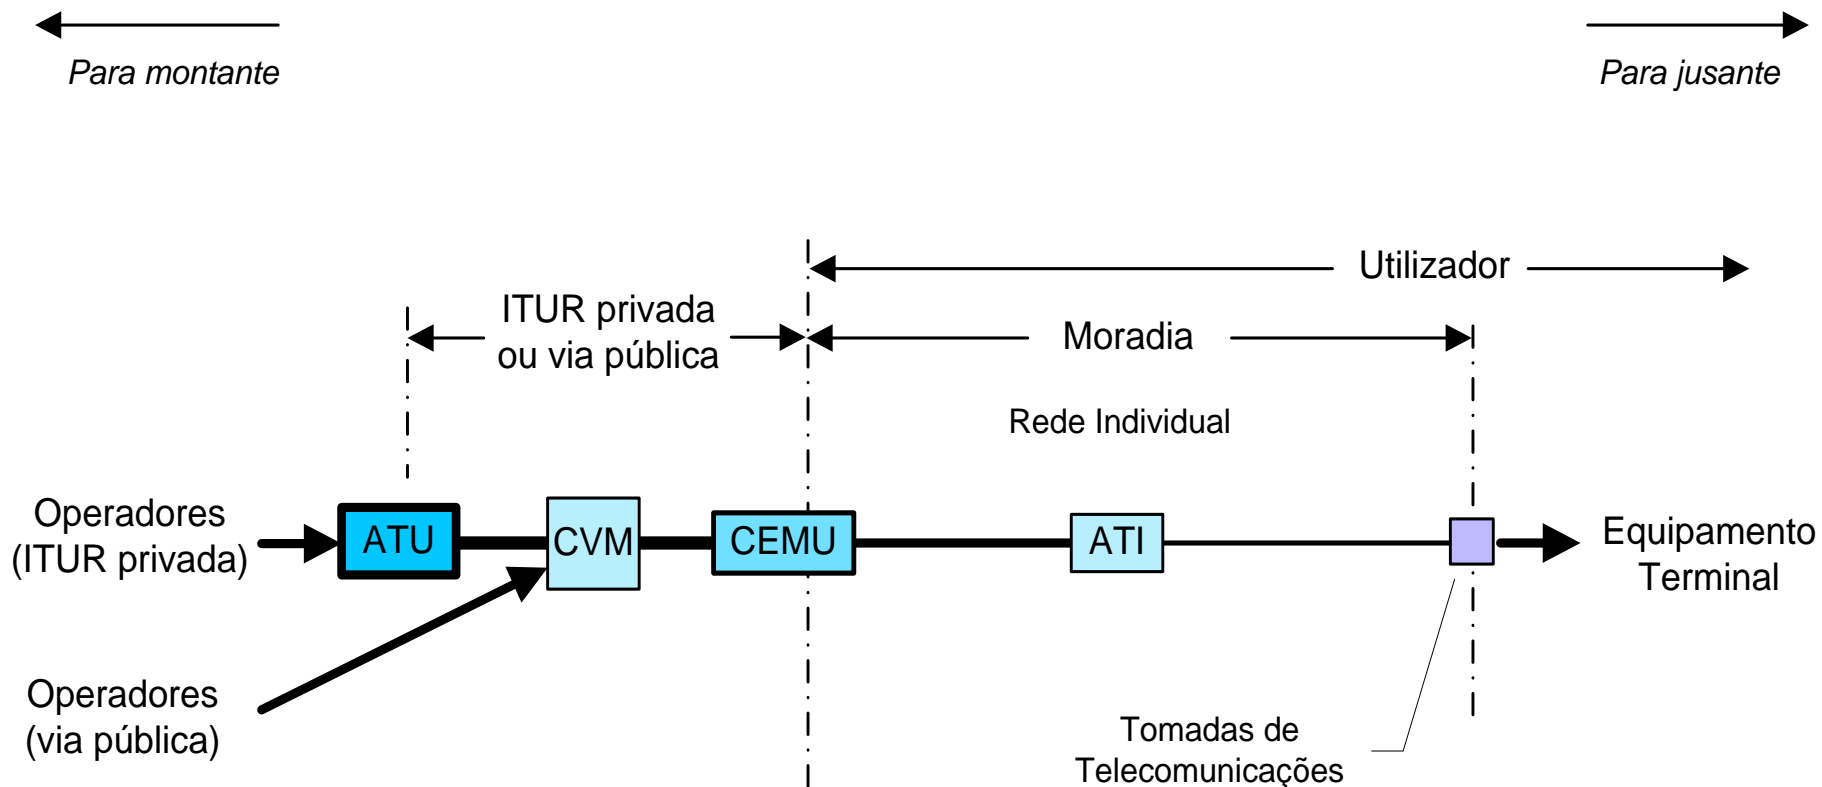 Para montante
Para jusante
Utilizador
ITUR privada
ou via pública
Moradia
Rede Individual
Operadores
(ITUR privada)
ATU
CVM
CEMU
ATI
Equipamento
Terminal
Operadores
(via pública)
Tomadas de
Telecomunicações